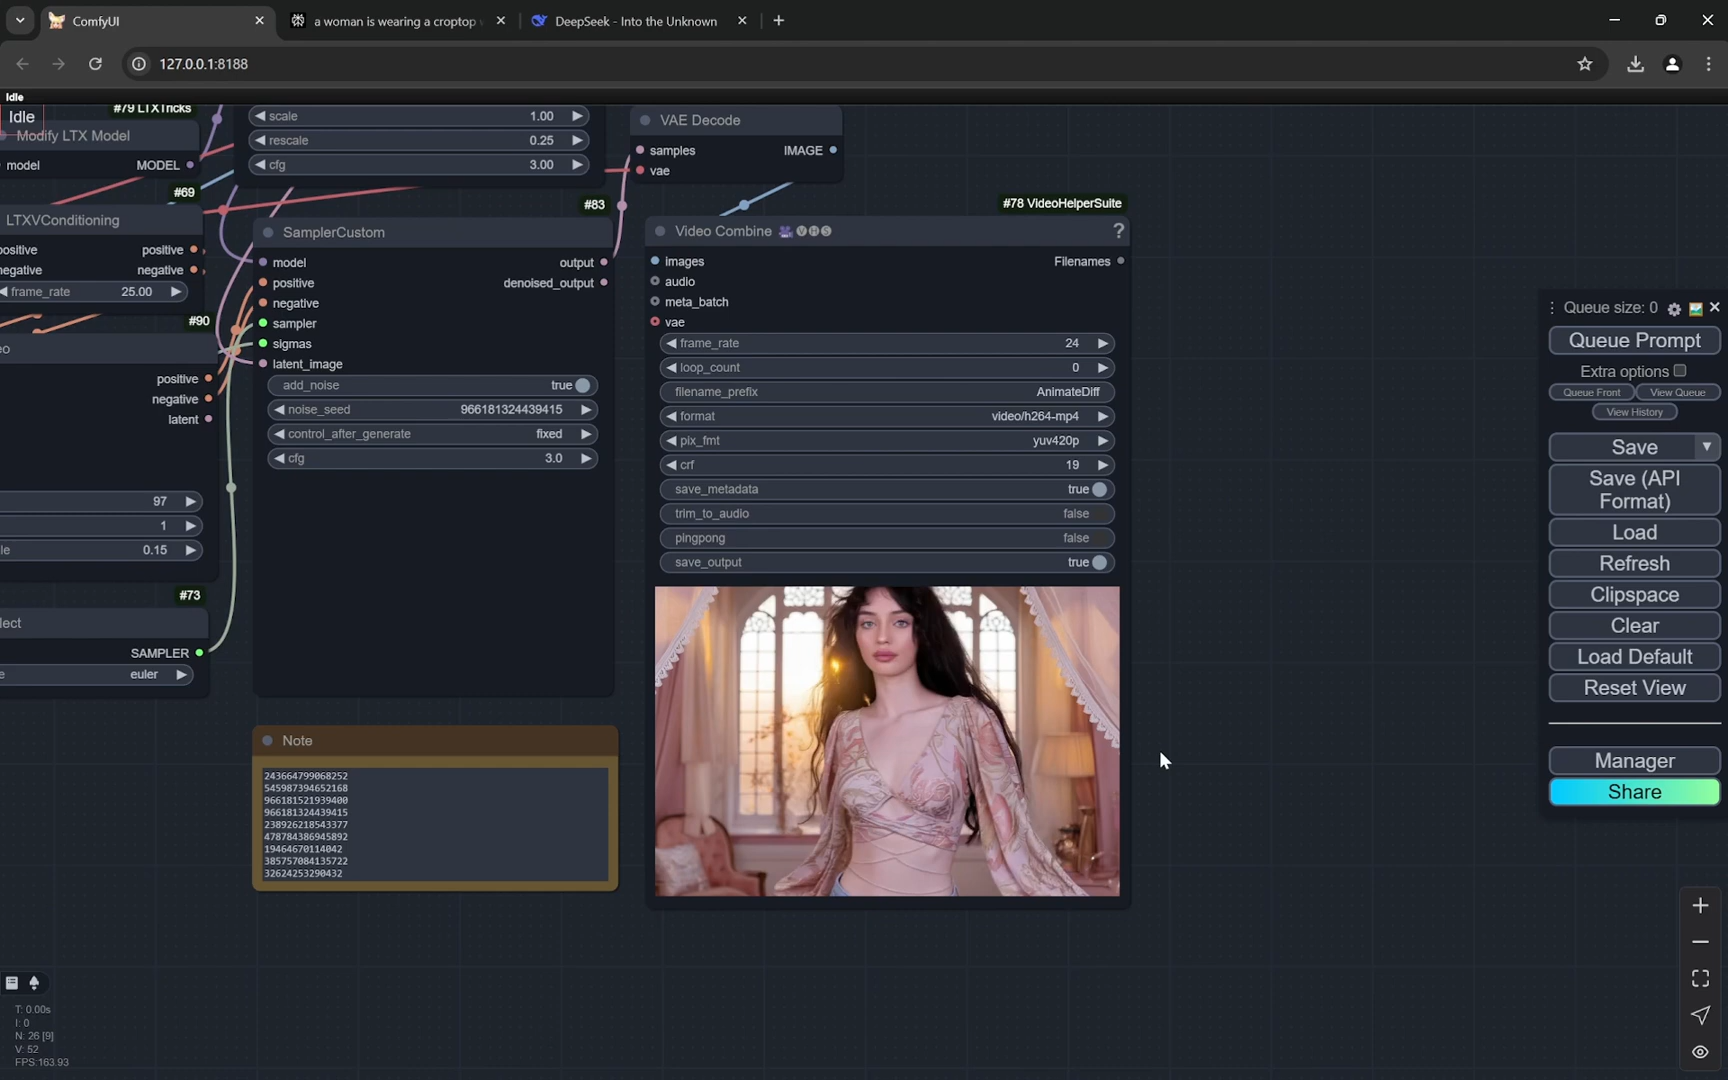 ComfyUI
a woman is wearing a croptop
DeepSeek - Into the Unknown
127.0.0.1:8188
Idle
Idle
#79 LTXTricks
Modify LTX Model
model MODEL
#69
LTXVConditioning
positive positive
negative negative
frame_rate 25.00
#90
eo
positive
negative
latent
97
1
le 0.15
#73
lect
SAMPLER
e euler
scale 1.00
rescale 0.25
cfg 3.00
#83
SamplerCustom
model output
positive denoised_output
negative
sampler
sigmas
latent_image
add_noise true
noise_seed 966181324439415
control_after_generate fixed
cfg 3.0
Note
243664799068252
545987394652168
966181521939400
966181324439415
238926218543377
478784386945892
19464670114042
385757084135722
32624253290432
VAE Decode
samples IMAGE
vae
#78 VideoHelperSuite
Video Combine 🎥🅥🅗🅢 ?
images Filenames
audio
meta_batch
vae
frame_rate 24
loop_count 0
filename_prefix AnimateDiff
format video/h264-mp4
pix_fmt yuv420p
crf 19
save_metadata true
trim_to_audio false
pingpong false
save_output true
Queue size: 0
Queue Prompt
Extra options
Queue Front View Queue
View History
Save
Save (API
Format)
Load
Refresh
Clipspace
Clear
Load Default
Reset View
Manager
Share
T: 0.00s
I: 0
N: 26 [9]
V: 52
FPS:163.93